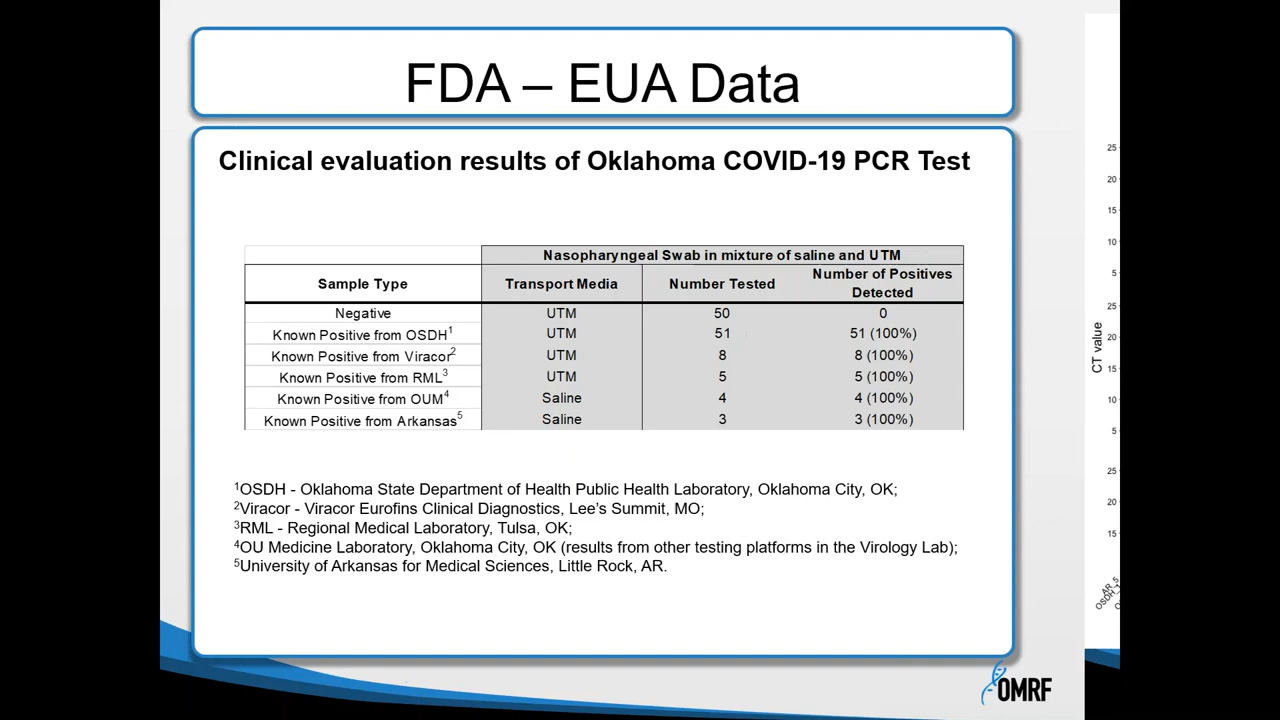 FDA – EUA Data
Clinical evaluation results of Oklahoma COVID-19 PCR Test
Nasopharyngeal Swab in mixture of saline and UTM
Sample Type Transport Media Number Tested Number of Positives Detected
Negative UTM 50 0
Known Positive from OSDH¹ UTM 51 51 (100%)
Known Positive from Viracor² UTM 8 8 (100%)
Known Positive from RML³ UTM 5 5 (100%)
Known Positive from OUM⁴ Saline 4 4 (100%)
Known Positive from Arkansas⁵ Saline 3 3 (100%)
¹OSDH - Oklahoma State Department of Health Public Health Laboratory, Oklahoma City, OK;
²Viracor - Viracor Eurofins Clinical Diagnostics, Lee's Summit, MO;
³RML - Regional Medical Laboratory, Tulsa, OK;
⁴OU Medicine Laboratory, Oklahoma City, OK (results from other testing platforms in the Virology Lab);
⁵University of Arkansas for Medical Sciences, Little Rock, AR.
OMRF
CT value
25
20
15
10
5
25
20
15
10
5
25
20
15
AR_5